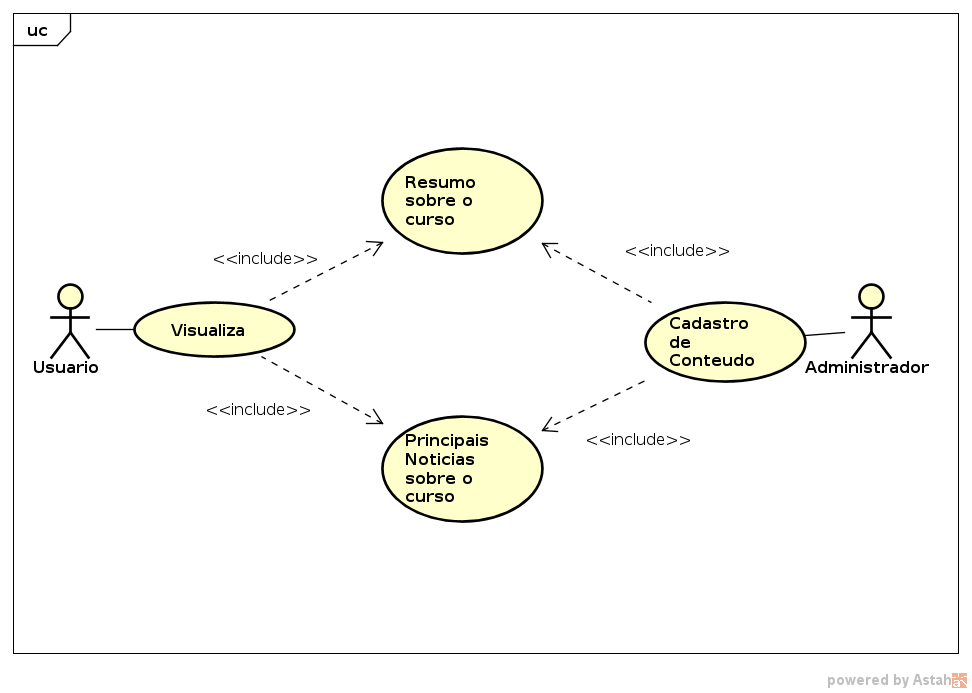 uc
Resumo
sobre o
curso
<<include>>
<<include>>
Visualiza
Cadastro
de
Conteudo
Usuario
Administrador
<<include>>
<<include>>
Principais
Noticias
sobre o
curso
powered by Astah